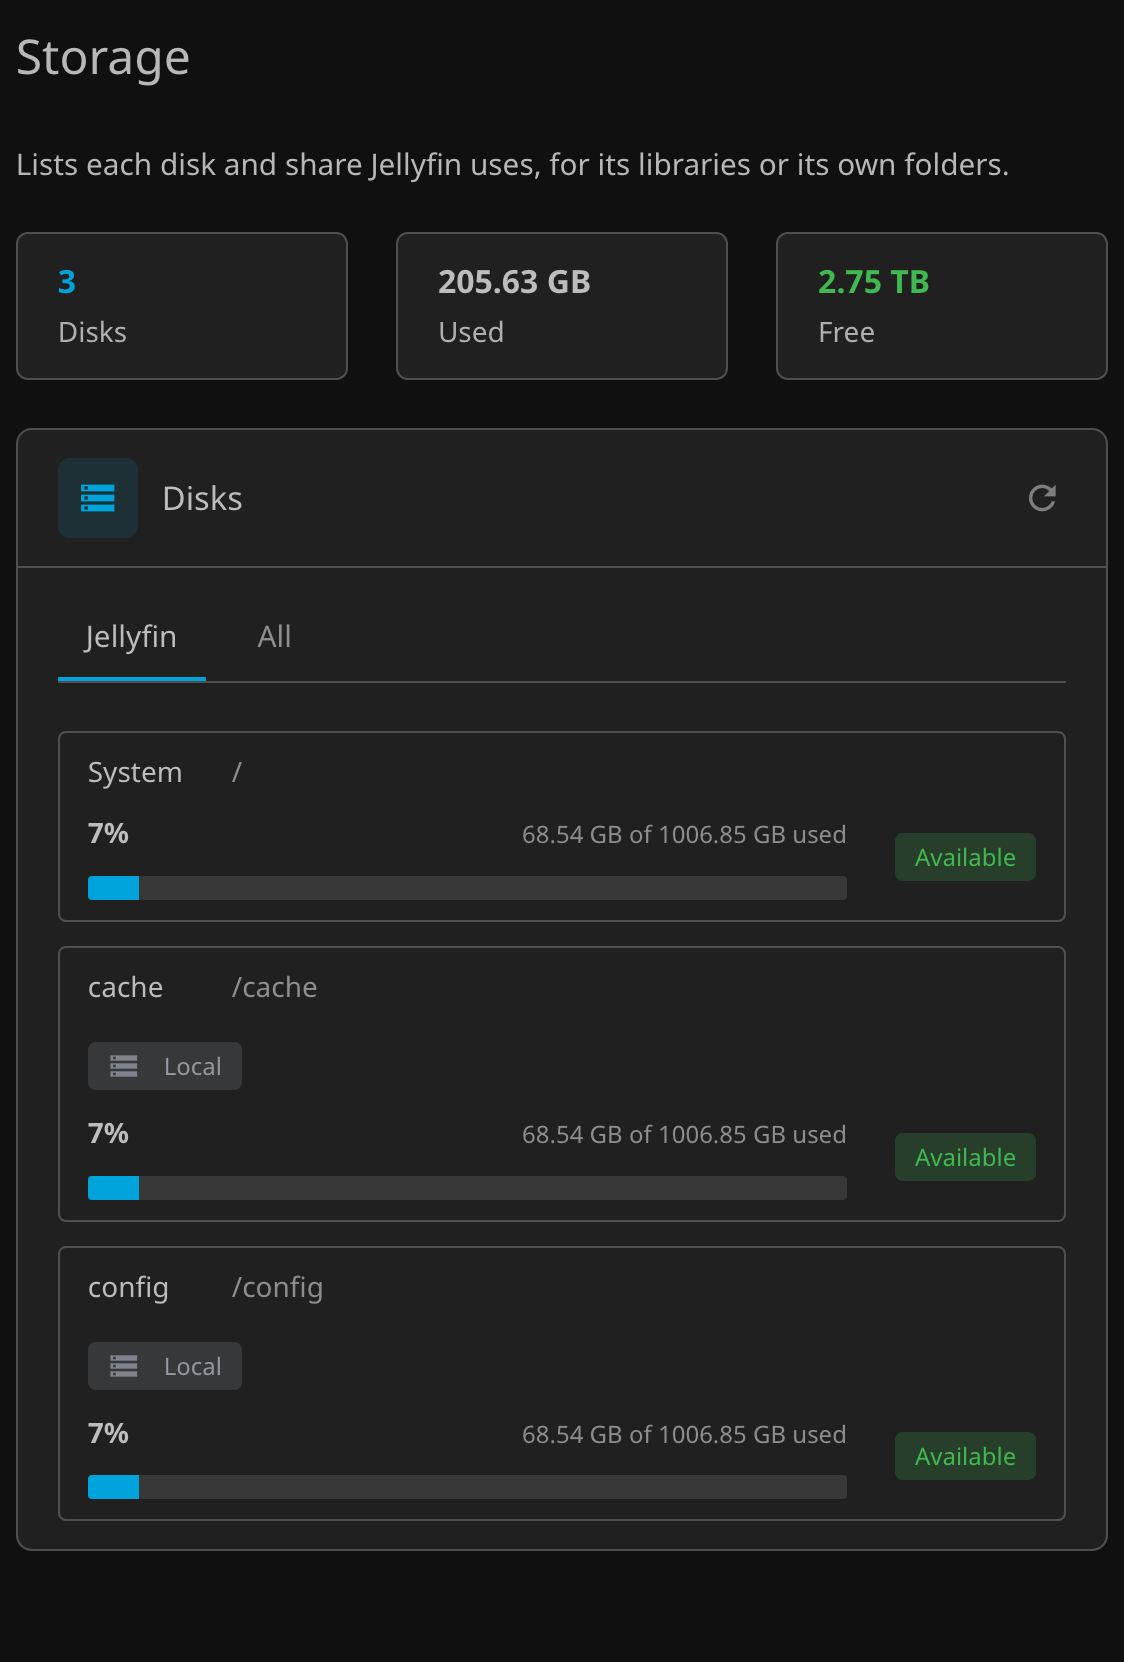 Storage
Lists each disk and share Jellyfin uses, for its libraries or its own folders.
3
Disks
205.63 GB
Used
2.75 TB
Free
Disks
Jellyfin All
System /
7% 68.54 GB of 1006.85 GB used
Available
cache /cache
Local
7% 68.54 GB of 1006.85 GB used
Available
config /config
Local
7% 68.54 GB of 1006.85 GB used
Available